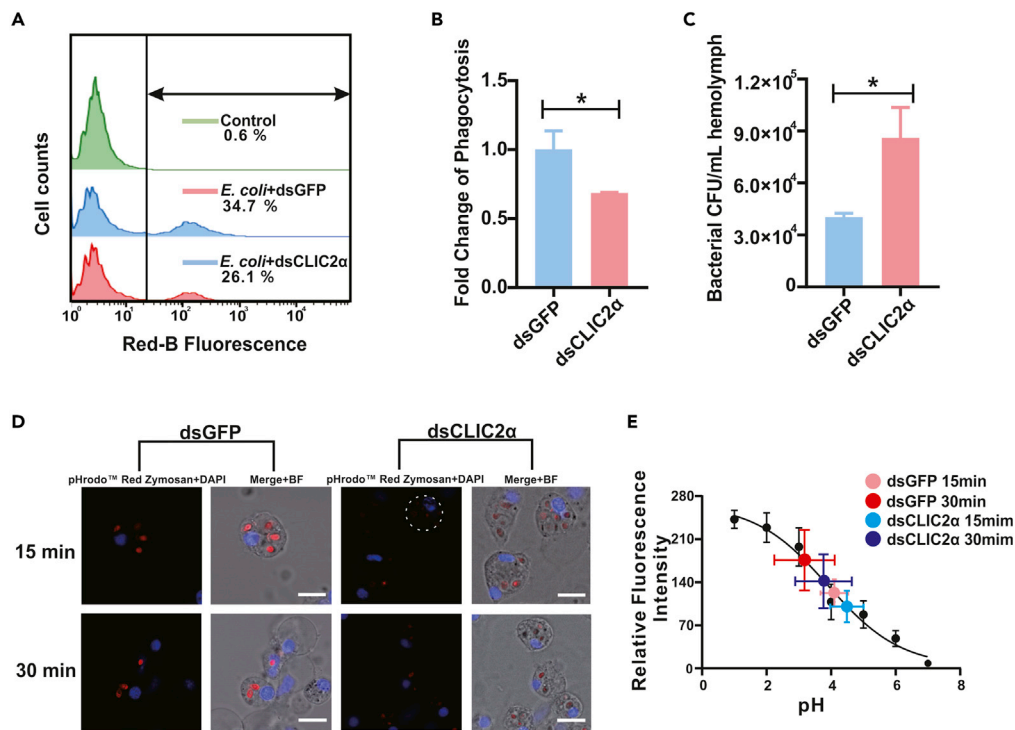 A
Cell counts
Control
0.6 %
E. coli+dsGFP
34.7 %
E. coli+dsCLIC2α
26.1 %
10⁰ 10¹ 10² 10³ 10⁴
Red-B Fluorescence
B
Fold Change of Phagocytosis
1.5
1.0
0.5
0.0
*
dsGFP
dsCLIC2α
C
Bacterial CFU/mL hemolymph
1.2×10⁵
9.0×10⁴
6.0×10⁴
3.0×10⁴
0
*
dsGFP
dsCLIC2α
D
dsGFP
dsCLIC2α
pHrodo™ Red Zymosan+DAPI
Merge+BF
pHrodo™ Red Zymosan+DAPI
Merge+BF
15 min
30 min
E
Relative Fluorescence
Intensity
280
210
140
70
0
0 2 4 6 8
pH
dsGFP 15min
dsGFP 30min
dsCLIC2α 15mim
dsCLIC2α 30mim